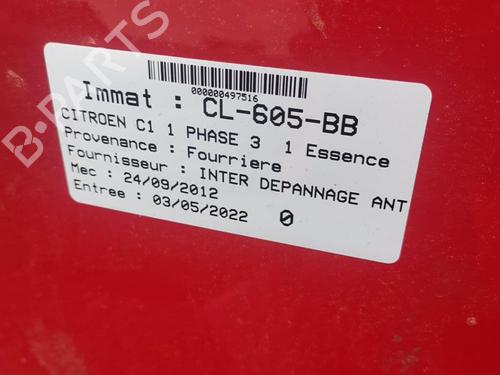 000000497516
Immat : CL-605-BB
CITROEN C1 1 PHASE 3 1 Essence
Provenance : Fourriere
Fournisseur : INTER DEPANNAGE ANT
Mec : 24/09/2012
Entree : 03/05/2022 0
B-PARTS